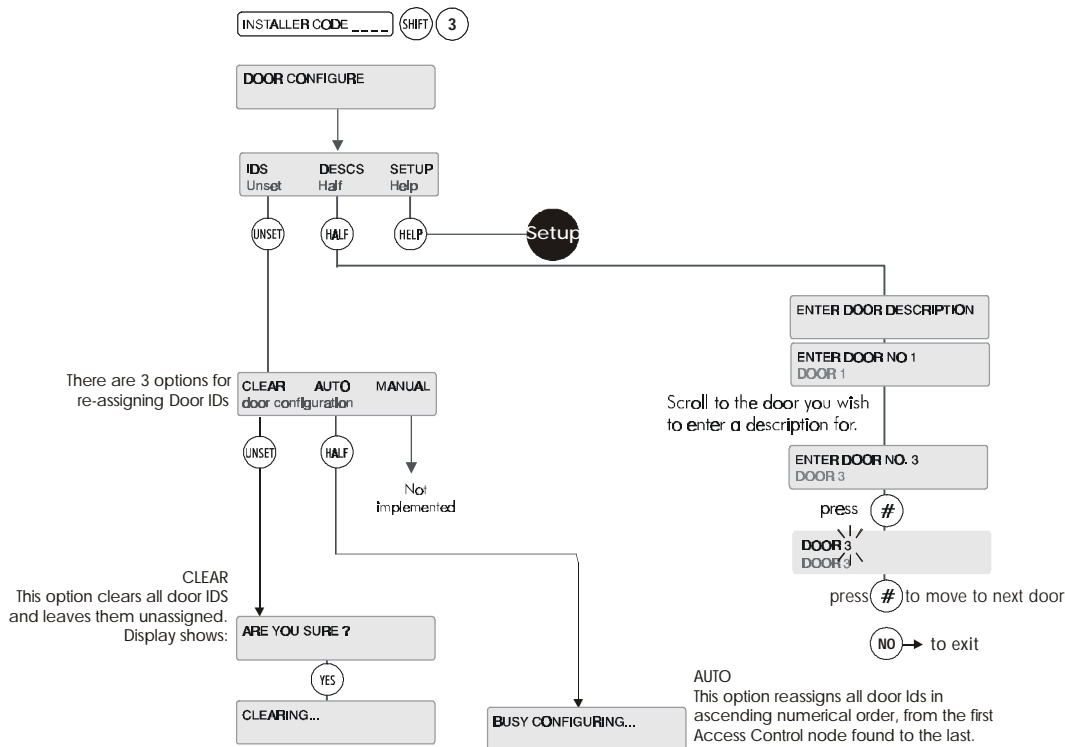 INSTALLER CODE _ _ _ _ SHIFT 3
DOOR CONFIGURE
IDS DESCS SETUP
Unset Half Help
UNSET HALF HELP Setup
ENTER DOOR DESCRIPTION
ENTER DOOR NO 1
DOOR 1
Scroll to the door you wish
to enter a description for.
ENTER DOOR NO. 3
DOOR 3
press #
DOOR 3
DOOR 3
press # to move to next door
NO to exit
There are 3 options for
re-assigning Door IDs
CLEAR AUTO MANUAL
door configuration
UNSET HALF
Not
implemented
CLEAR
This option clears all door IDS
and leaves them unassigned.
Display shows:
ARE YOU SURE ?
YES
CLEARING...
BUSY CONFIGURING...
AUTO
This option reassigns all door Ids in
ascending numerical order, from the first
Access Control node found to the last.